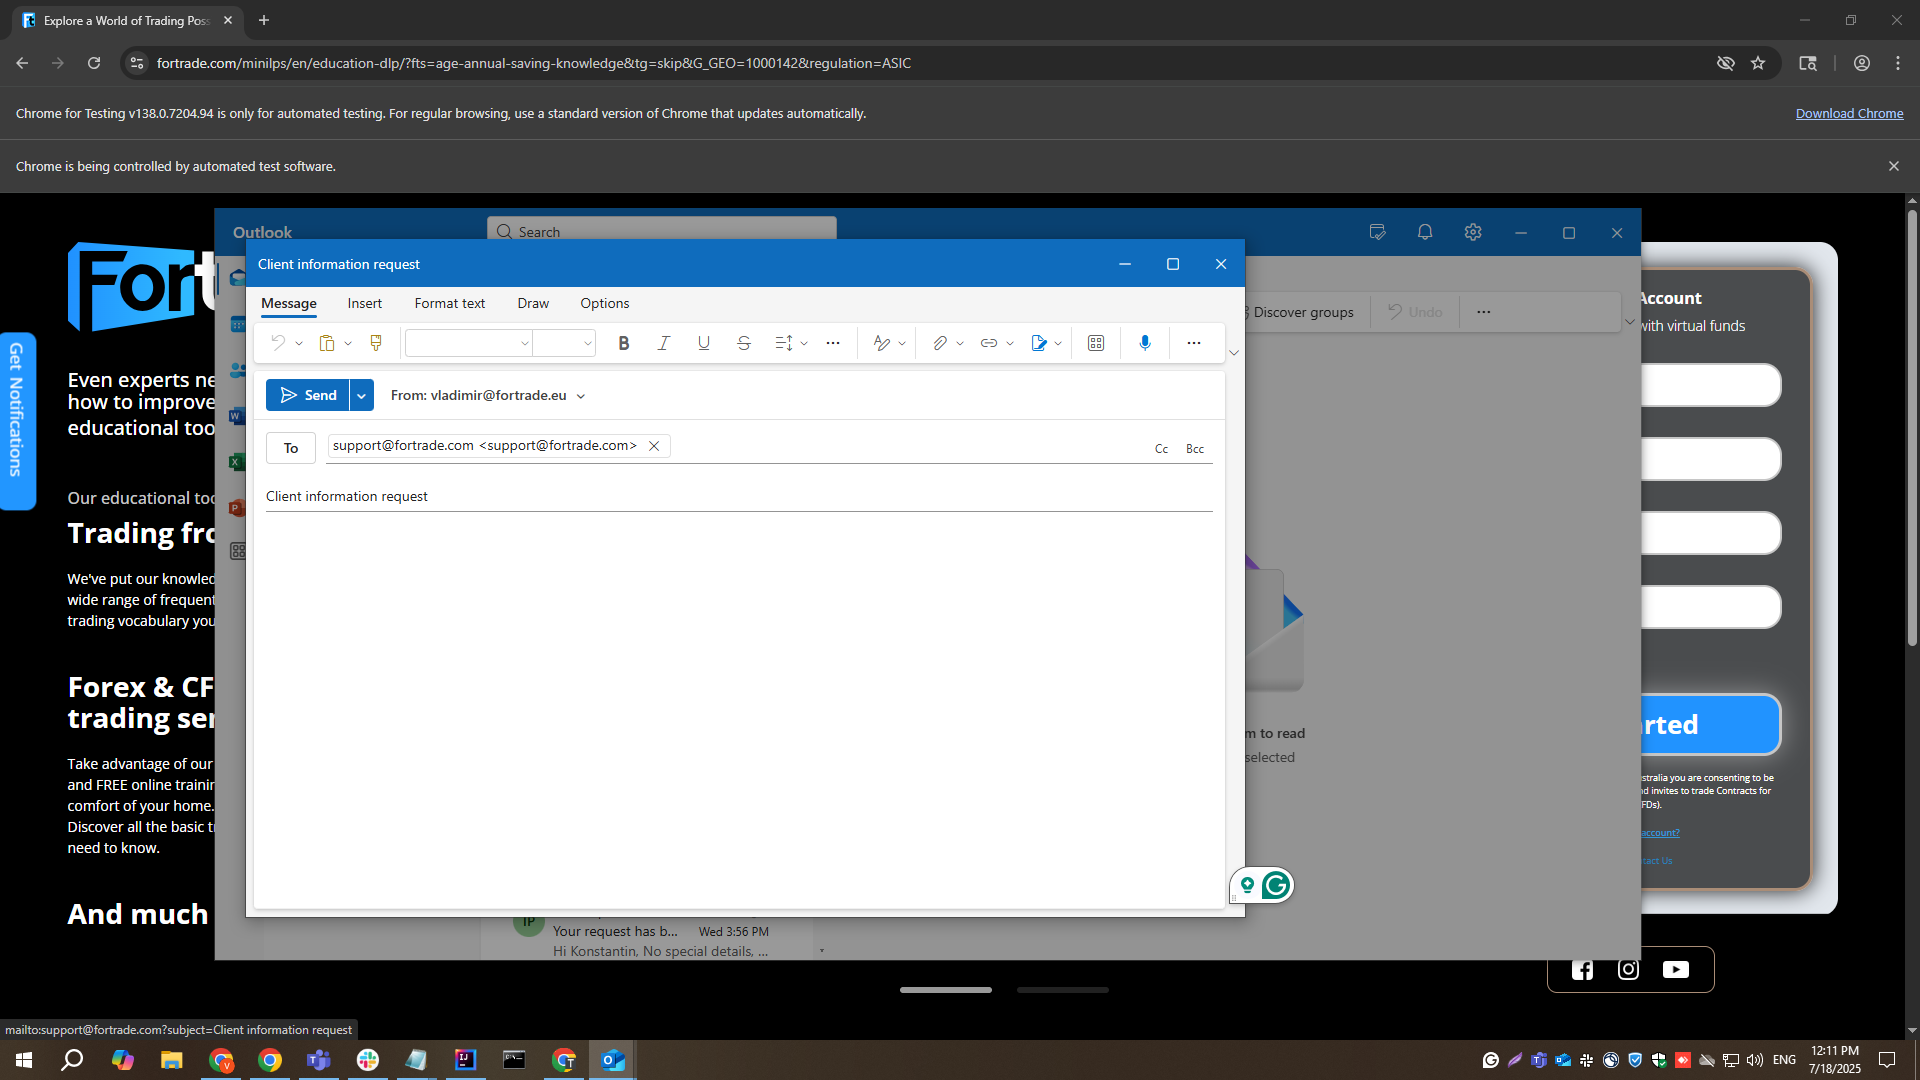 Explore a World of Trading Poss
fortrade.com/minilps/en/education-dlp/?fts=age-annual-saving-knowledge&tg=skip&G_GEO=1000142&regulation=ASIC
Chrome for Testing v138.0.7204.94 is only for automated testing. For regular browsing, use a standard version of Chrome that updates automatically.
Download Chrome
Chrome is being controlled by automated test software.
Outlook
Search
Client information request
Message
Insert
Format text
Draw
Options
Discover groups
Undo
Send
From: vladimir@fortrade.eu
To
support@fortrade.com <support@fortrade.com>
Cc
Bcc
Client information request
Fort
Get Notifications
Even experts ne
how to improve
educational too
Our educational too
Trading fro
We've put our knowled
wide range of frequent
trading vocabulary you
Forex & CF
trading ser
Take advantage of our
and FREE online trainin
comfort of your home.
Discover all the basic t
need to know.
And much
m to read
selected
Account
with virtual funds
arted
stralia you are consenting to be
nd invites to trade Contracts for
FDs).
account?
tact Us
IP
Your request has b...
Wed 3:56 PM
Hi Konstantin, No special details, ...
mailto:support@fortrade.com?subject=Client information request
ENG
12:11 PM
7/18/2025